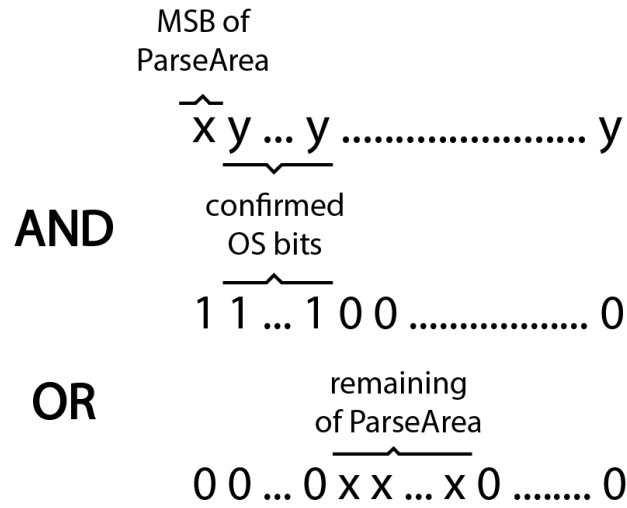 MSB of
ParseArea
x y ... y ........................ y
AND
confirmed
OS bits
1 1 ... 1 0 0 .................. 0
OR
remaining
of ParseArea
0 0 ... 0 x x ... x 0 ........ 0